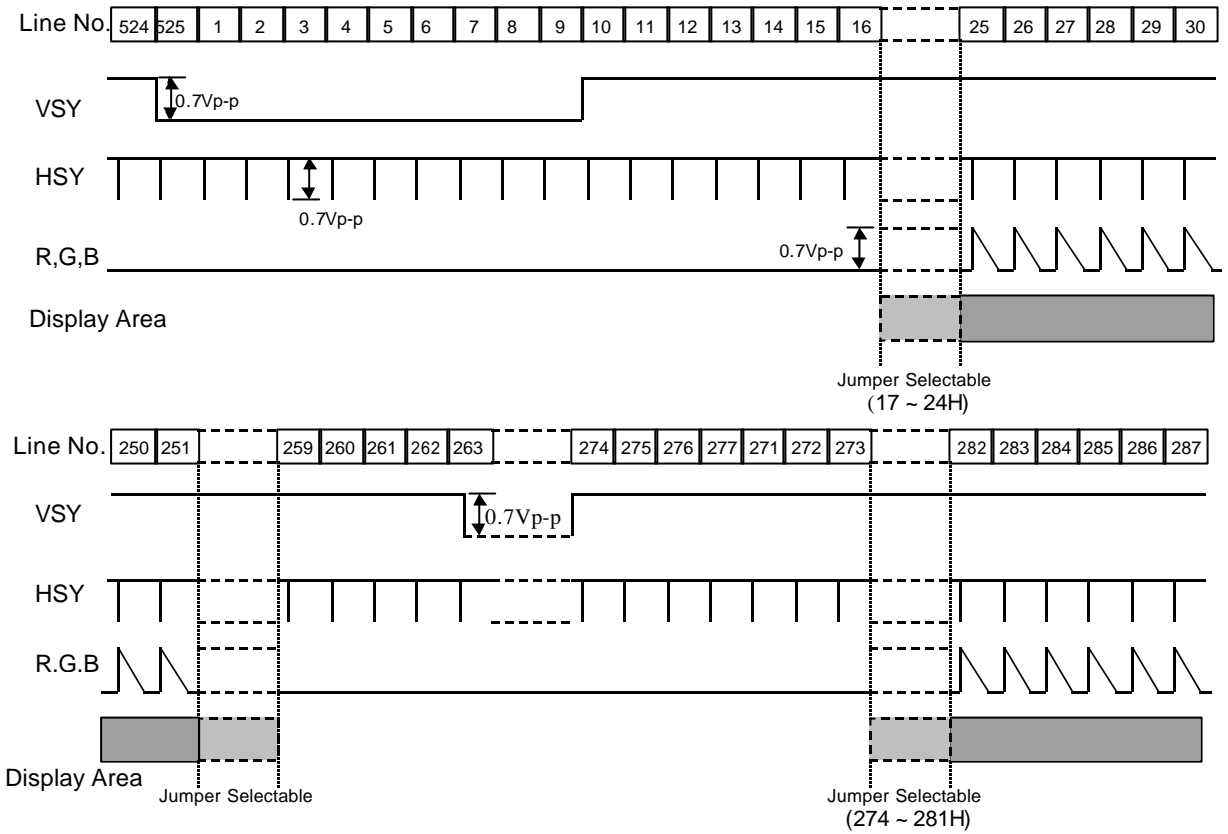 Line No. 524 525 1 2 3 4 5 6 7 8 9 10 11 12 13 14 15 16 25 26 27 28 29 30
VSY 0.7Vp-p
HSY 0.7Vp-p
R,G,B 0.7Vp-p
Display Area
Jumper Selectable
(17 ~ 24H)
Line No. 250 251 259 260 261 262 263 274 275 276 277 271 272 273 282 283 284 285 286 287
VSY 0.7Vp-p
HSY
R.G.B
Display Area
Jumper Selectable Jumper Selectable
(274 ~ 281H)